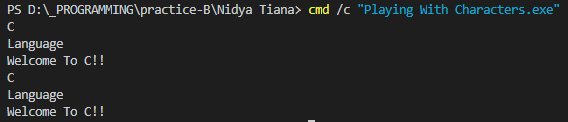 PS D:\_PROGRAMMING\practice-B\Nidya Tiana> cmd /c "Playing With Characters.exe"
C
Language
Welcome To C!!
C
Language
Welcome To C!!